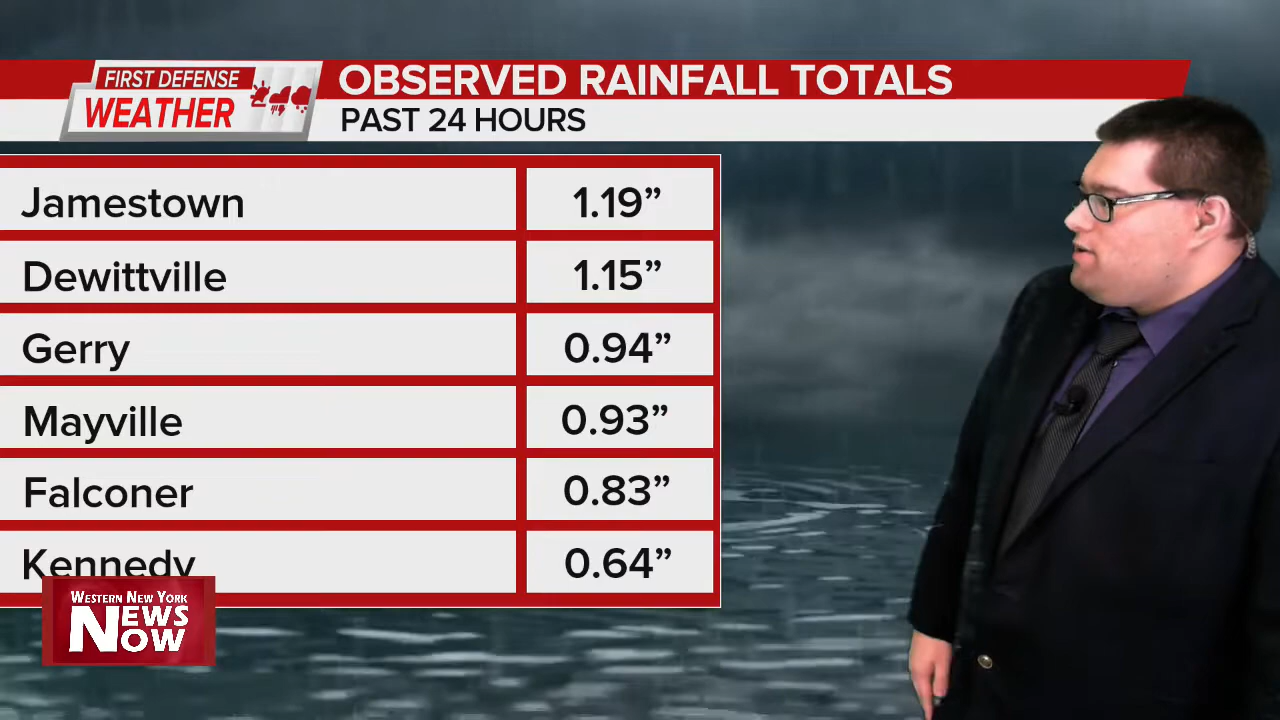 FIRST DEFENSE
WEATHER
OBSERVED RAINFALL TOTALS
PAST 24 HOURS
Jamestown 1.19”
Dewittville 1.15”
Gerry 0.94”
Mayville 0.93”
Falconer 0.83”
Kennedy 0.64”
WESTERN NEW YORK
NEWS
NOW